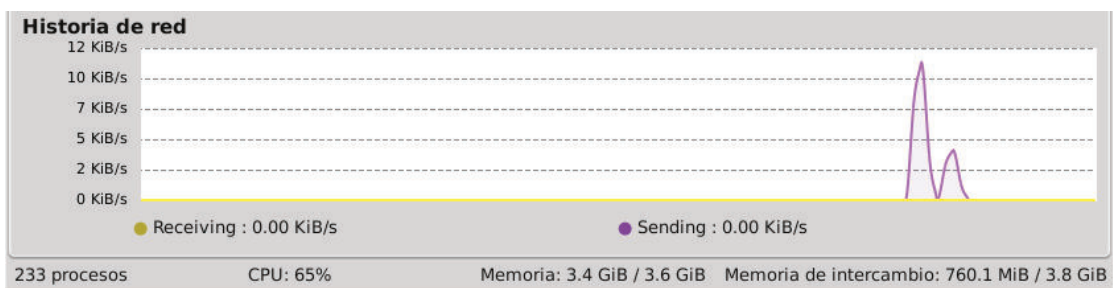 Historia de red
12 KiB/s
10 KiB/s
7 KiB/s
5 KiB/s
2 KiB/s
0 KiB/s
Receiving : 0.00 KiB/s Sending : 0.00 KiB/s
233 procesos CPU: 65% Memoria: 3.4 GiB / 3.6 GiB Memoria de intercambio: 760.1 MiB / 3.8 GiB